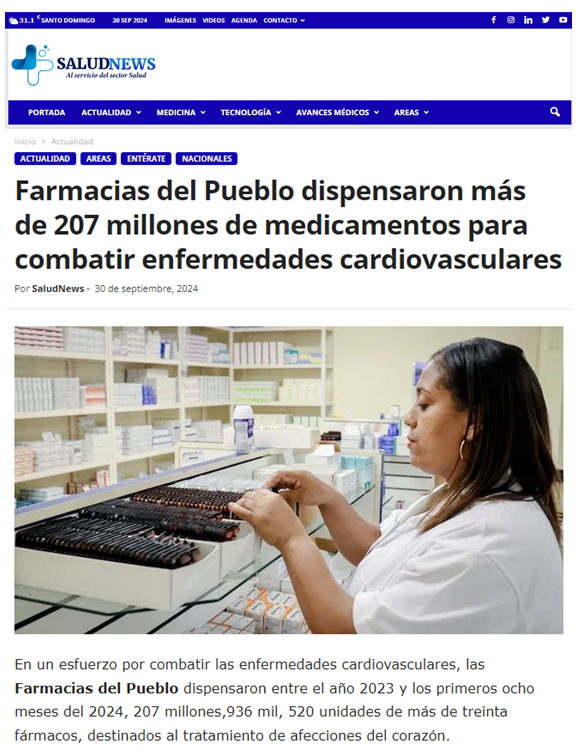 31.1 C SANTO DOMINGO 30 SEP 2024 IMÁGENES VIDEOS AGENDA CONTACTO
SALUDNEWS
Al servicio del sector Salud
PORTADA ACTUALIDAD MEDICINA TECNOLOGÍA AVANCES MÉDICOS AREAS
Inicio > Actualidad
ACTUALIDAD AREAS ENTÉRATE NACIONALES
Farmacias del Pueblo dispensaron más
de 207 millones de medicamentos para
combatir enfermedades cardiovasculares
Por SaludNews - 30 de septiembre, 2024
En un esfuerzo por combatir las enfermedades cardiovasculares, las
Farmacias del Pueblo dispensaron entre el año 2023 y los primeros ocho
meses del 2024, 207 millones,936 mil, 520 unidades de más de treinta
fármacos, destinados al tratamiento de afecciones del corazón.